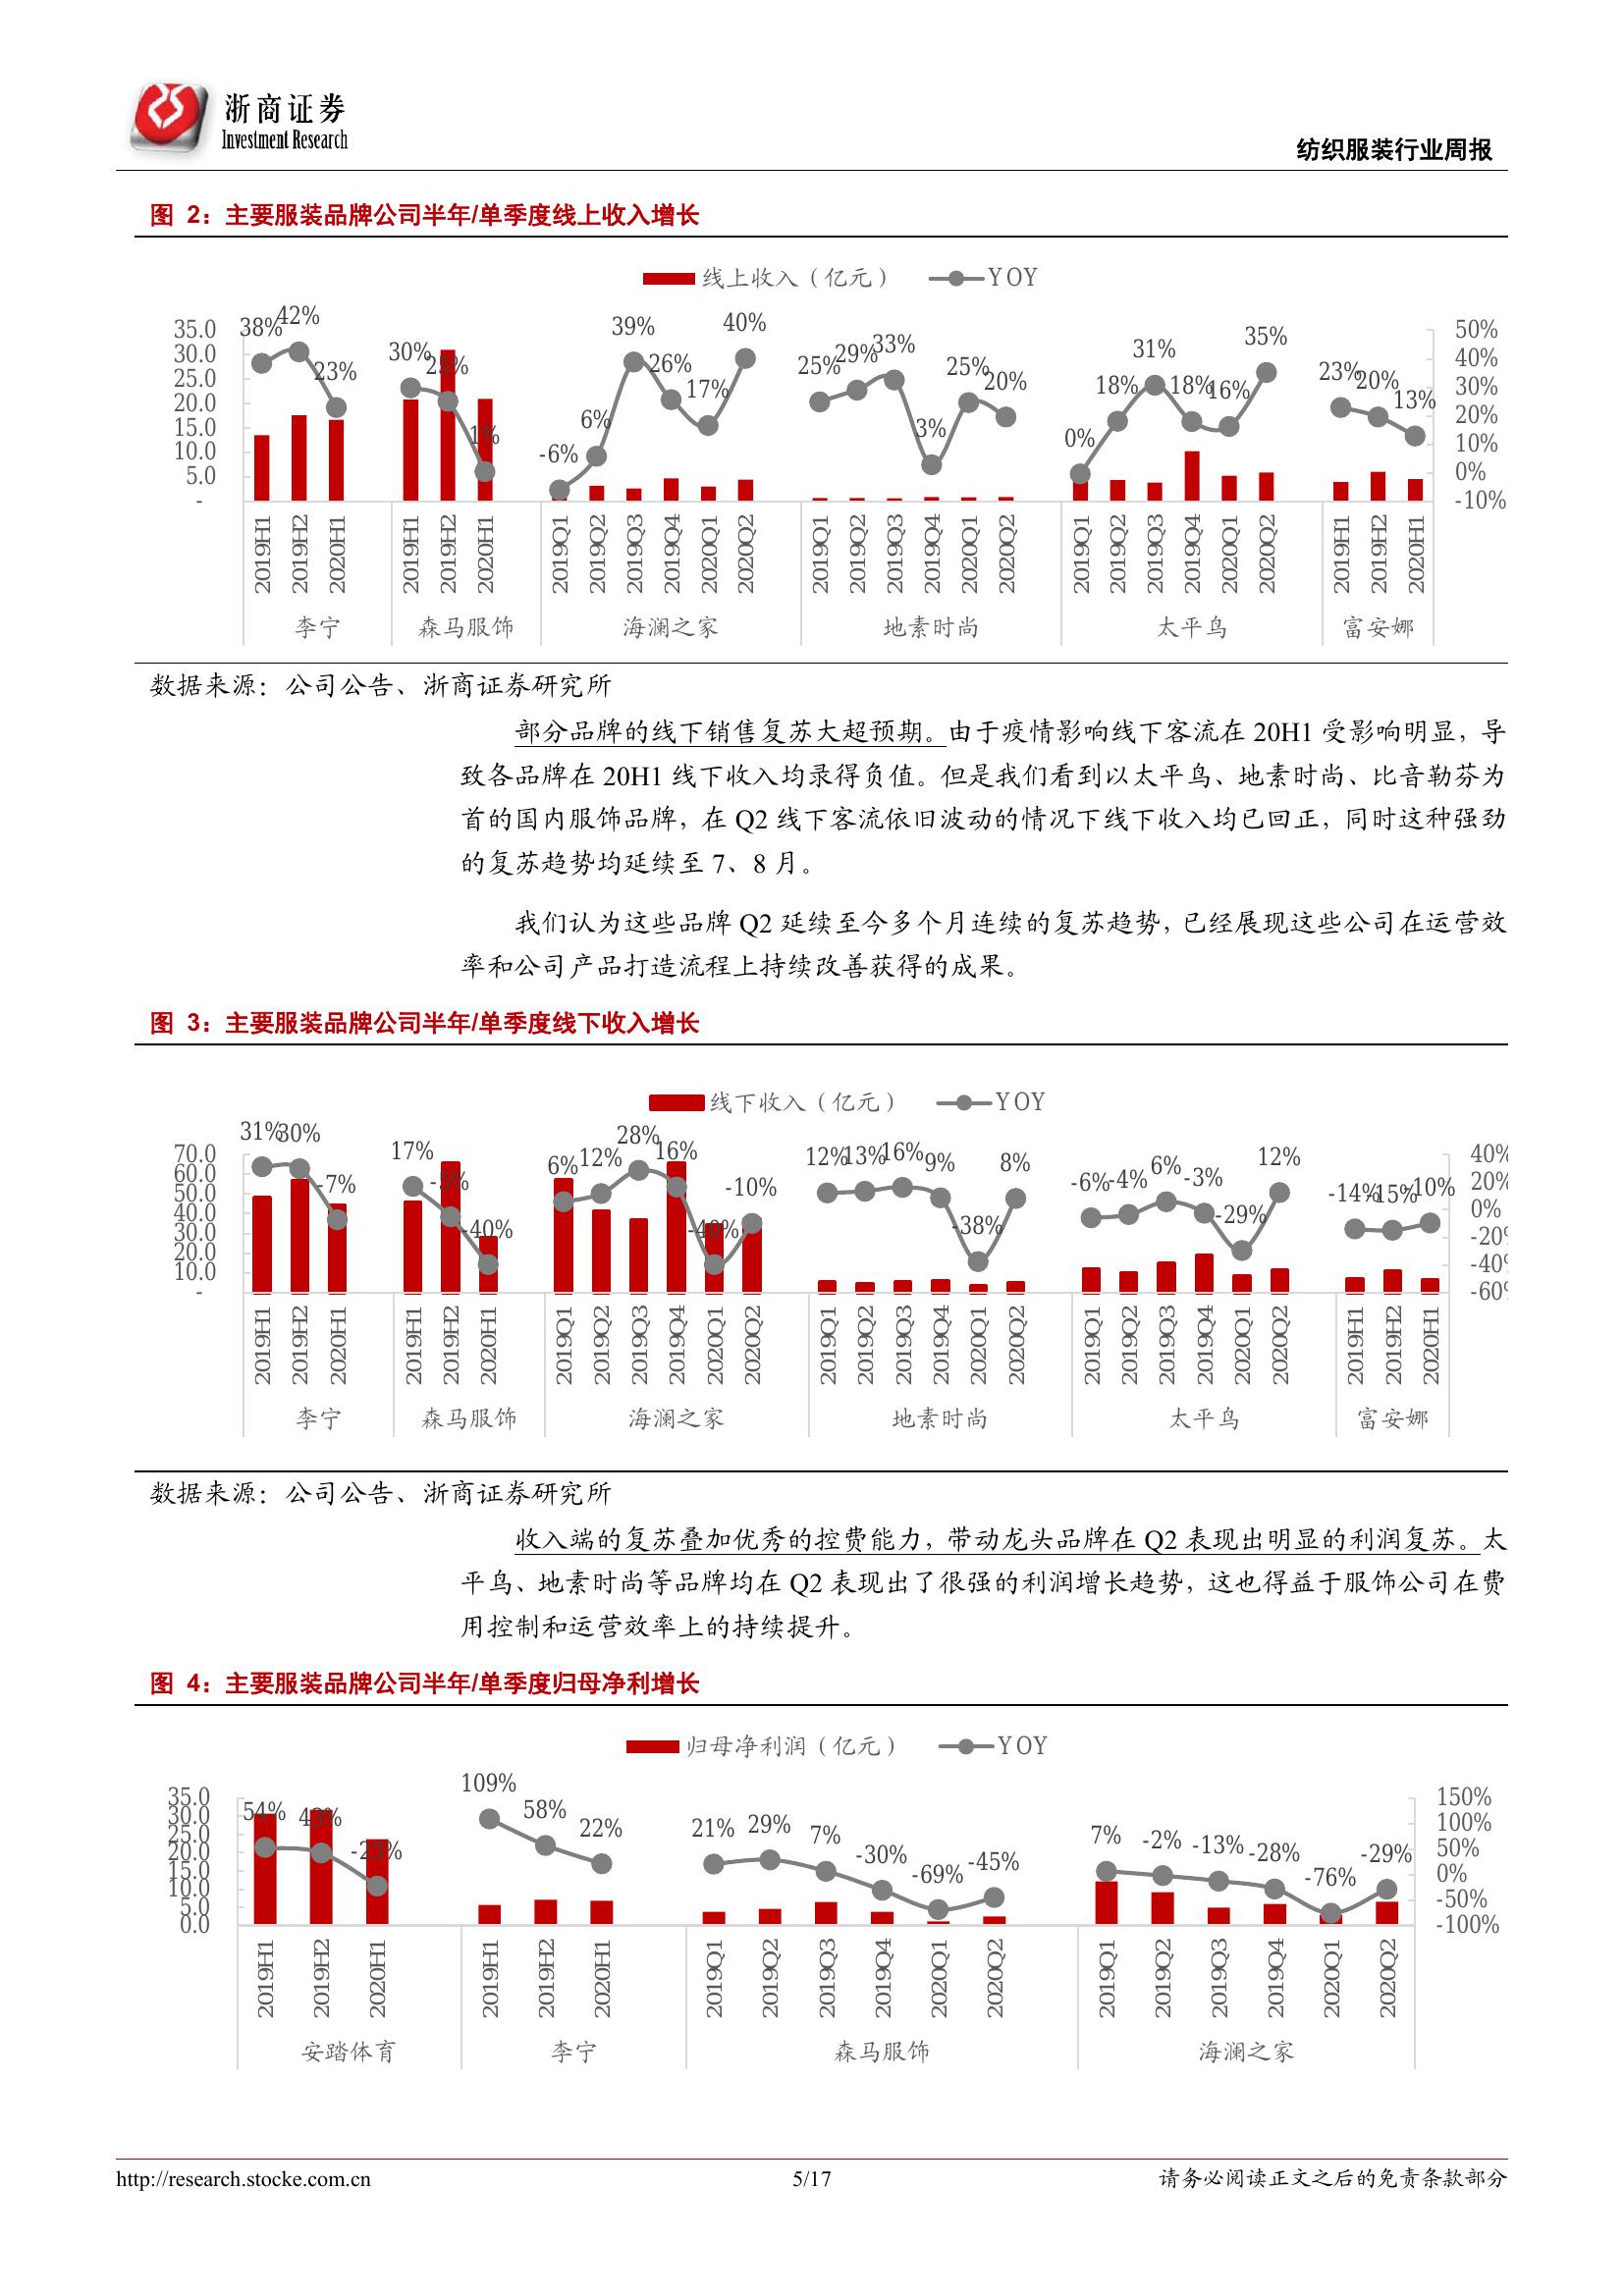 浙商证券
Investment Research
纺织服装行业周报
图 2：主要服装品牌公司半年/单季度线上收入增长
线上收入（亿元） YOY
35.0 30.0 25.0 20.0 15.0 10.0 5.0 -
38% 42% 23% 30% 25% 1% -6% 6% 39% 26% 17% 40% 25% 29% 33% 3% 25% 20% 0% 18% 31% 18% 16% 35% 23% 20% 13%
50% 40% 30% 20% 10% 0% -10%
2019H1 2019H2 2020H1 2019H1 2019H2 2020H1 2019Q1 2019Q2 2019Q3 2019Q4 2020Q1 2020Q2 2019Q1 2019Q2 2019Q3 2019Q4 2020Q1 2020Q2 2019Q1 2019Q2 2019Q3 2019Q4 2020Q1 2020Q2 2019H1 2019H2 2020H1
李宁 森马服饰 海澜之家 地素时尚 太平鸟 富安娜
数据来源：公司公告、浙商证券研究所
部分品牌的线下销售复苏大超预期。由于疫情影响线下客流在 20H1 受影响明显，导
致各品牌在 20H1 线下收入均录得负值。但是我们看到以太平鸟、地素时尚、比音勒芬为
首的国内服饰品牌，在 Q2 线下客流依旧波动的情况下线下收入均已回正，同时这种强劲
的复苏趋势均延续至 7、8 月。
我们认为这些品牌 Q2 延续至今多个月连续的复苏趋势，已经展现这些公司在运营效
率和公司产品打造流程上持续改善获得的成果。
图 3：主要服装品牌公司半年/单季度线下收入增长
线下收入（亿元） YOY
70.0 60.0 50.0 40.0 30.0 20.0 10.0 -
31% 30% -7% 17% -40% 6% 12% 28% 16% -40% -10% 12% 13% 16% 9% -38% 8% -6% -4% 6% -3% -29% 12% -14% -15% -10%
40% 20% 0% -20% -40% -60%
2019H1 2019H2 2020H1 2019H1 2019H2 2020H1 2019Q1 2019Q2 2019Q3 2019Q4 2020Q1 2020Q2 2019Q1 2019Q2 2019Q3 2019Q4 2020Q1 2020Q2 2019Q1 2019Q2 2019Q3 2019Q4 2020Q1 2020Q2 2019H1 2019H2 2020H1
李宁 森马服饰 海澜之家 地素时尚 太平鸟 富安娜
数据来源：公司公告、浙商证券研究所
收入端的复苏叠加优秀的控费能力，带动龙头品牌在 Q2 表现出明显的利润复苏。太
平鸟、地素时尚等品牌均在 Q2 表现出了很强的利润增长趋势，这也得益于服饰公司在费
用控制和运营效率上的持续提升。
图 4：主要服装品牌公司半年/单季度归母净利增长
归母净利润（亿元） YOY
35.0 30.0 25.0 20.0 15.0 10.0 5.0 0.0
54% 109% 58% 22% 21% 29% 7% -30% -69% -45% 7% -2% -13% -28% -76% -29%
150% 100% 50% 0% -50% -100%
2019H1 2019H2 2020H1 2019H1 2019H2 2020H1 2019Q1 2019Q2 2019Q3 2019Q4 2020Q1 2020Q2 2019Q1 2019Q2 2019Q3 2019Q4 2020Q1 2020Q2
安踏体育 李宁 森马服饰 海澜之家
http://research.stocke.com.cn 5/17 请务必阅读正文之后的免责条款部分